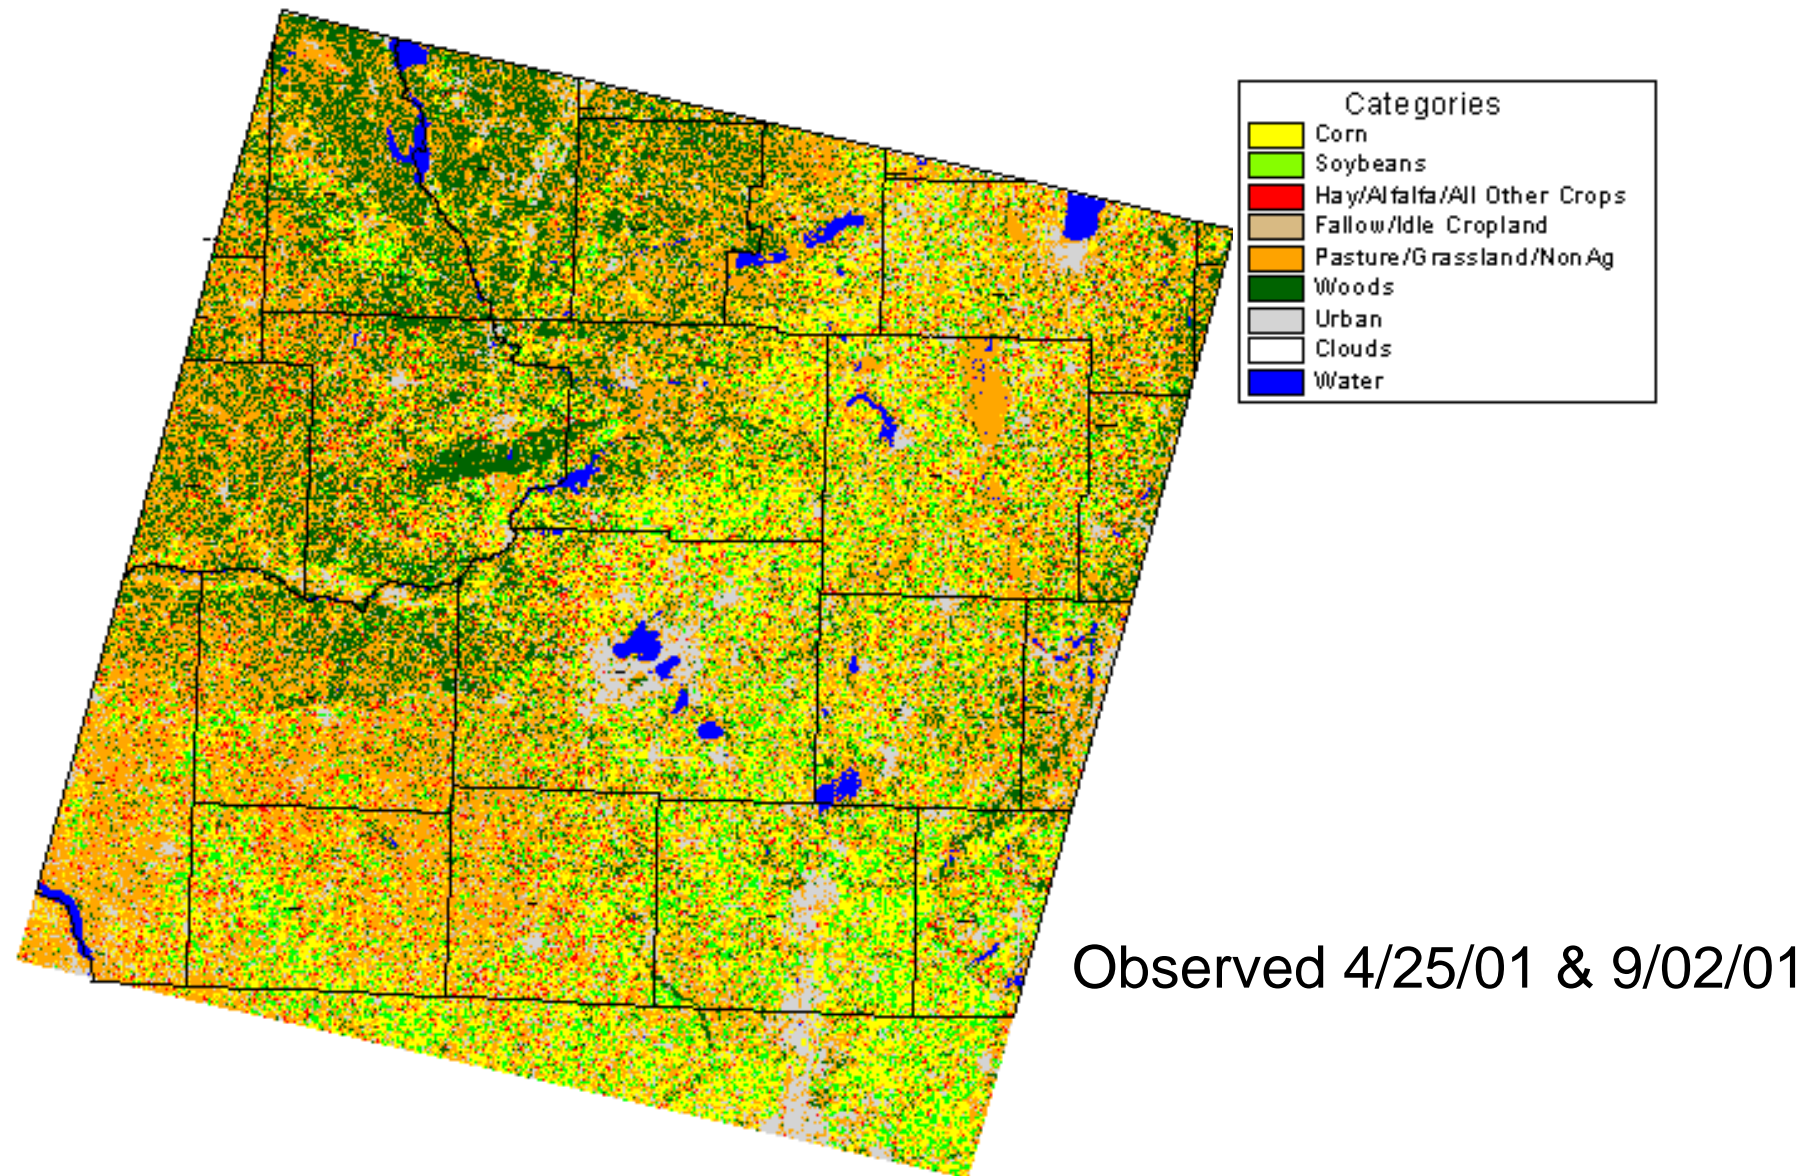 Categories
Corn
Soybeans
Hay/Alfalfa/All Other Crops
Fallow/Idle Cropland
Pasture/Grassland/NonAg
Woods
Urban
Clouds
Water
Observed 4/25/01 & 9/02/01